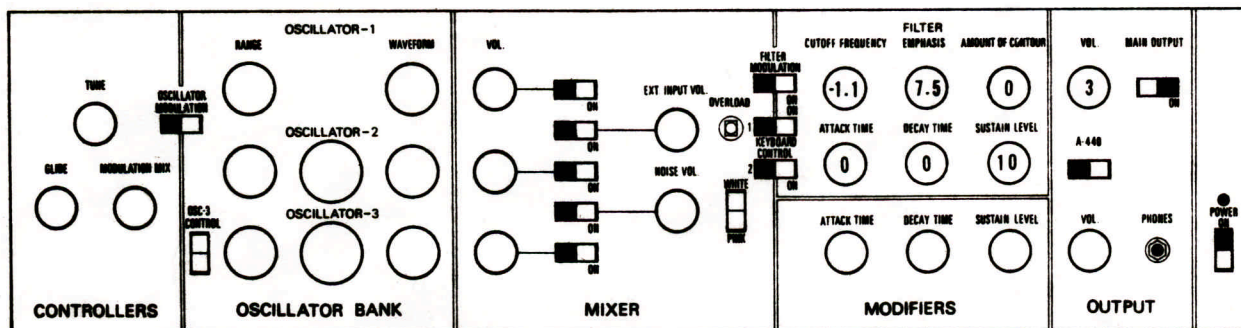 TUNE
GLIDE
MODULATION MIX
CONTROLLERS
OSCILLATOR
MODULATION
OSC-3
CONTROL
OSCILLATOR-1
RANGE
WAVEFORM
OSCILLATOR-2
OSCILLATOR-3
OSCILLATOR BANK
VOL.
ON
ON
ON
ON
ON
EXT INPUT VOL.
OVERLOAD
NOISE VOL.
WHITE
PINK
MIXER
FILTER
MODULATION
ON
ON
1
KEYBOARD
CONTROL
2
ON
FILTER
CUTOFF FREQUENCY
EMPHASIS
AMOUNT OF CONTOUR
-1.1
7.5
0
ATTACK TIME
DECAY TIME
SUSTAIN LEVEL
0
0
10
ATTACK TIME
DECAY TIME
SUSTAIN LEVEL
MODIFIERS
VOL.
MAIN OUTPUT
3
ON
A-440
VOL.
PHONES
OUTPUT
POWER
ON